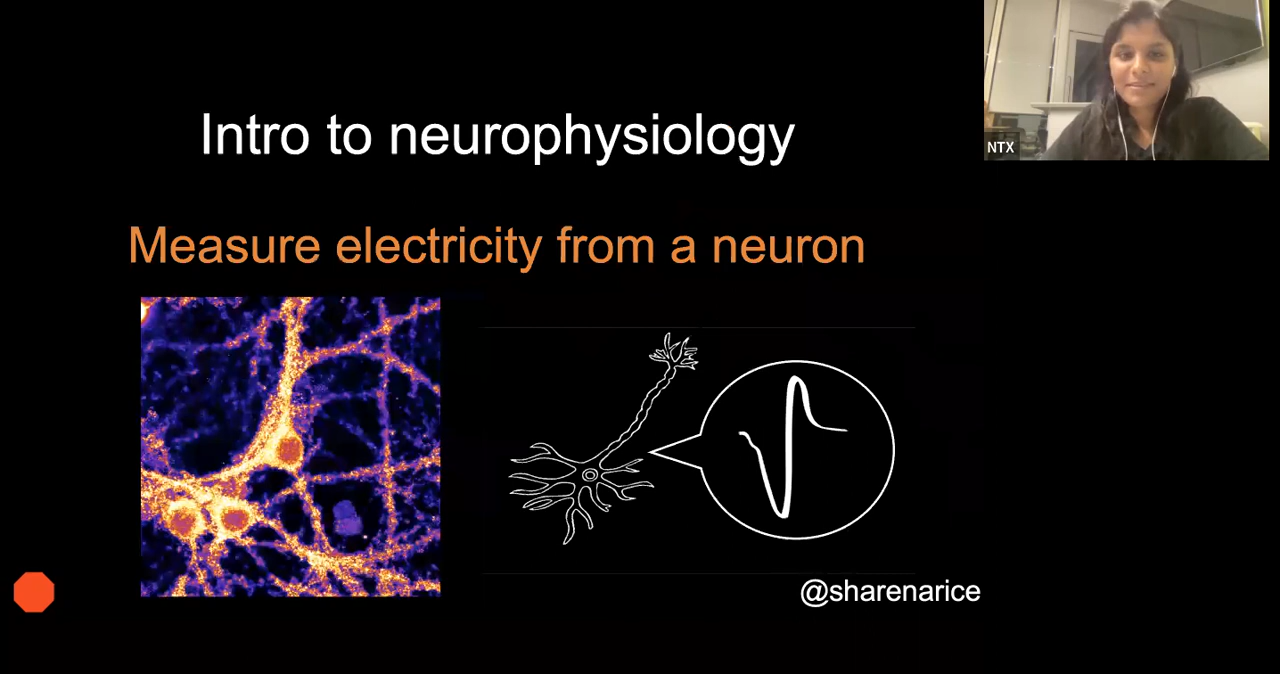 Intro to neurophysiology
NTX
Measure electricity from a neuron
@sharenarice